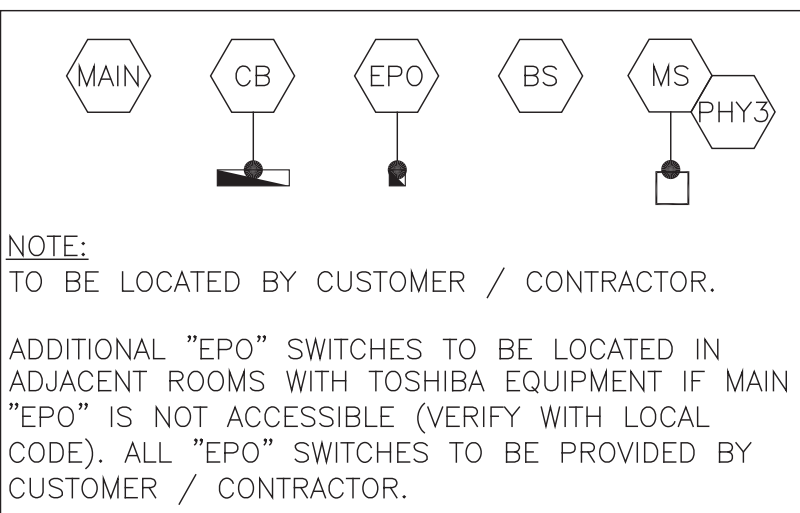 MAIN CB EPO BS MS
PHY3
NOTE:
TO BE LOCATED BY CUSTOMER / CONTRACTOR.
ADDITIONAL "EPO" SWITCHES TO BE LOCATED IN
ADJACENT ROOMS WITH TOSHIBA EQUIPMENT IF MAIN
"EPO" IS NOT ACCESSIBLE (VERIFY WITH LOCAL
CODE). ALL "EPO" SWITCHES TO BE PROVIDED BY
CUSTOMER / CONTRACTOR.